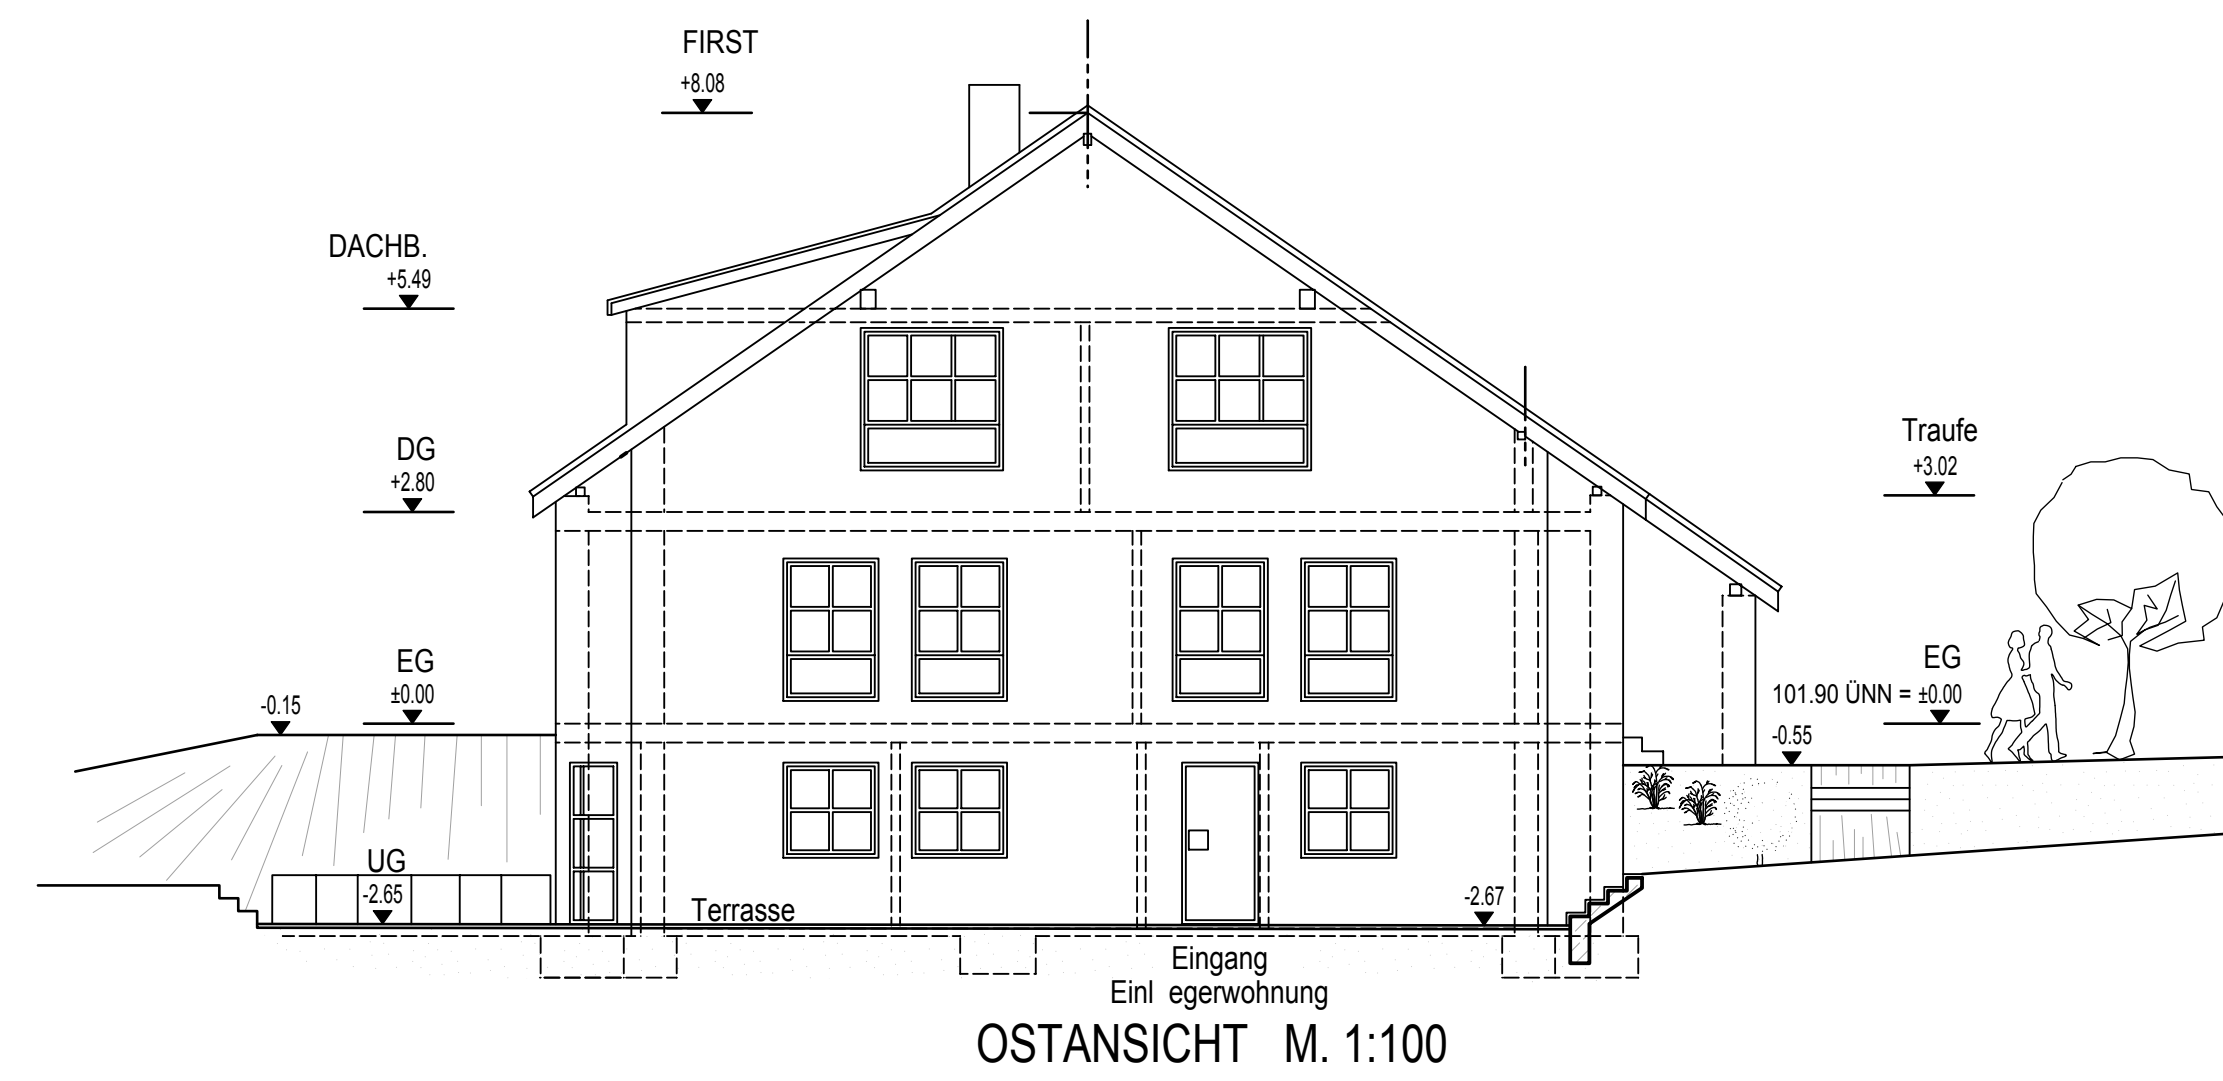 FIRST
+8.08
DACHB.
+5.49
DG
+2.80
Traufe
+3.02
EG
±0.00
-0.15
EG
101.90 ÜNN = ±0.00
-0.55
UG
-2.65
Terrasse
-2.67
Eingang
Einl egerwohnung
OSTANSICHT M. 1:100